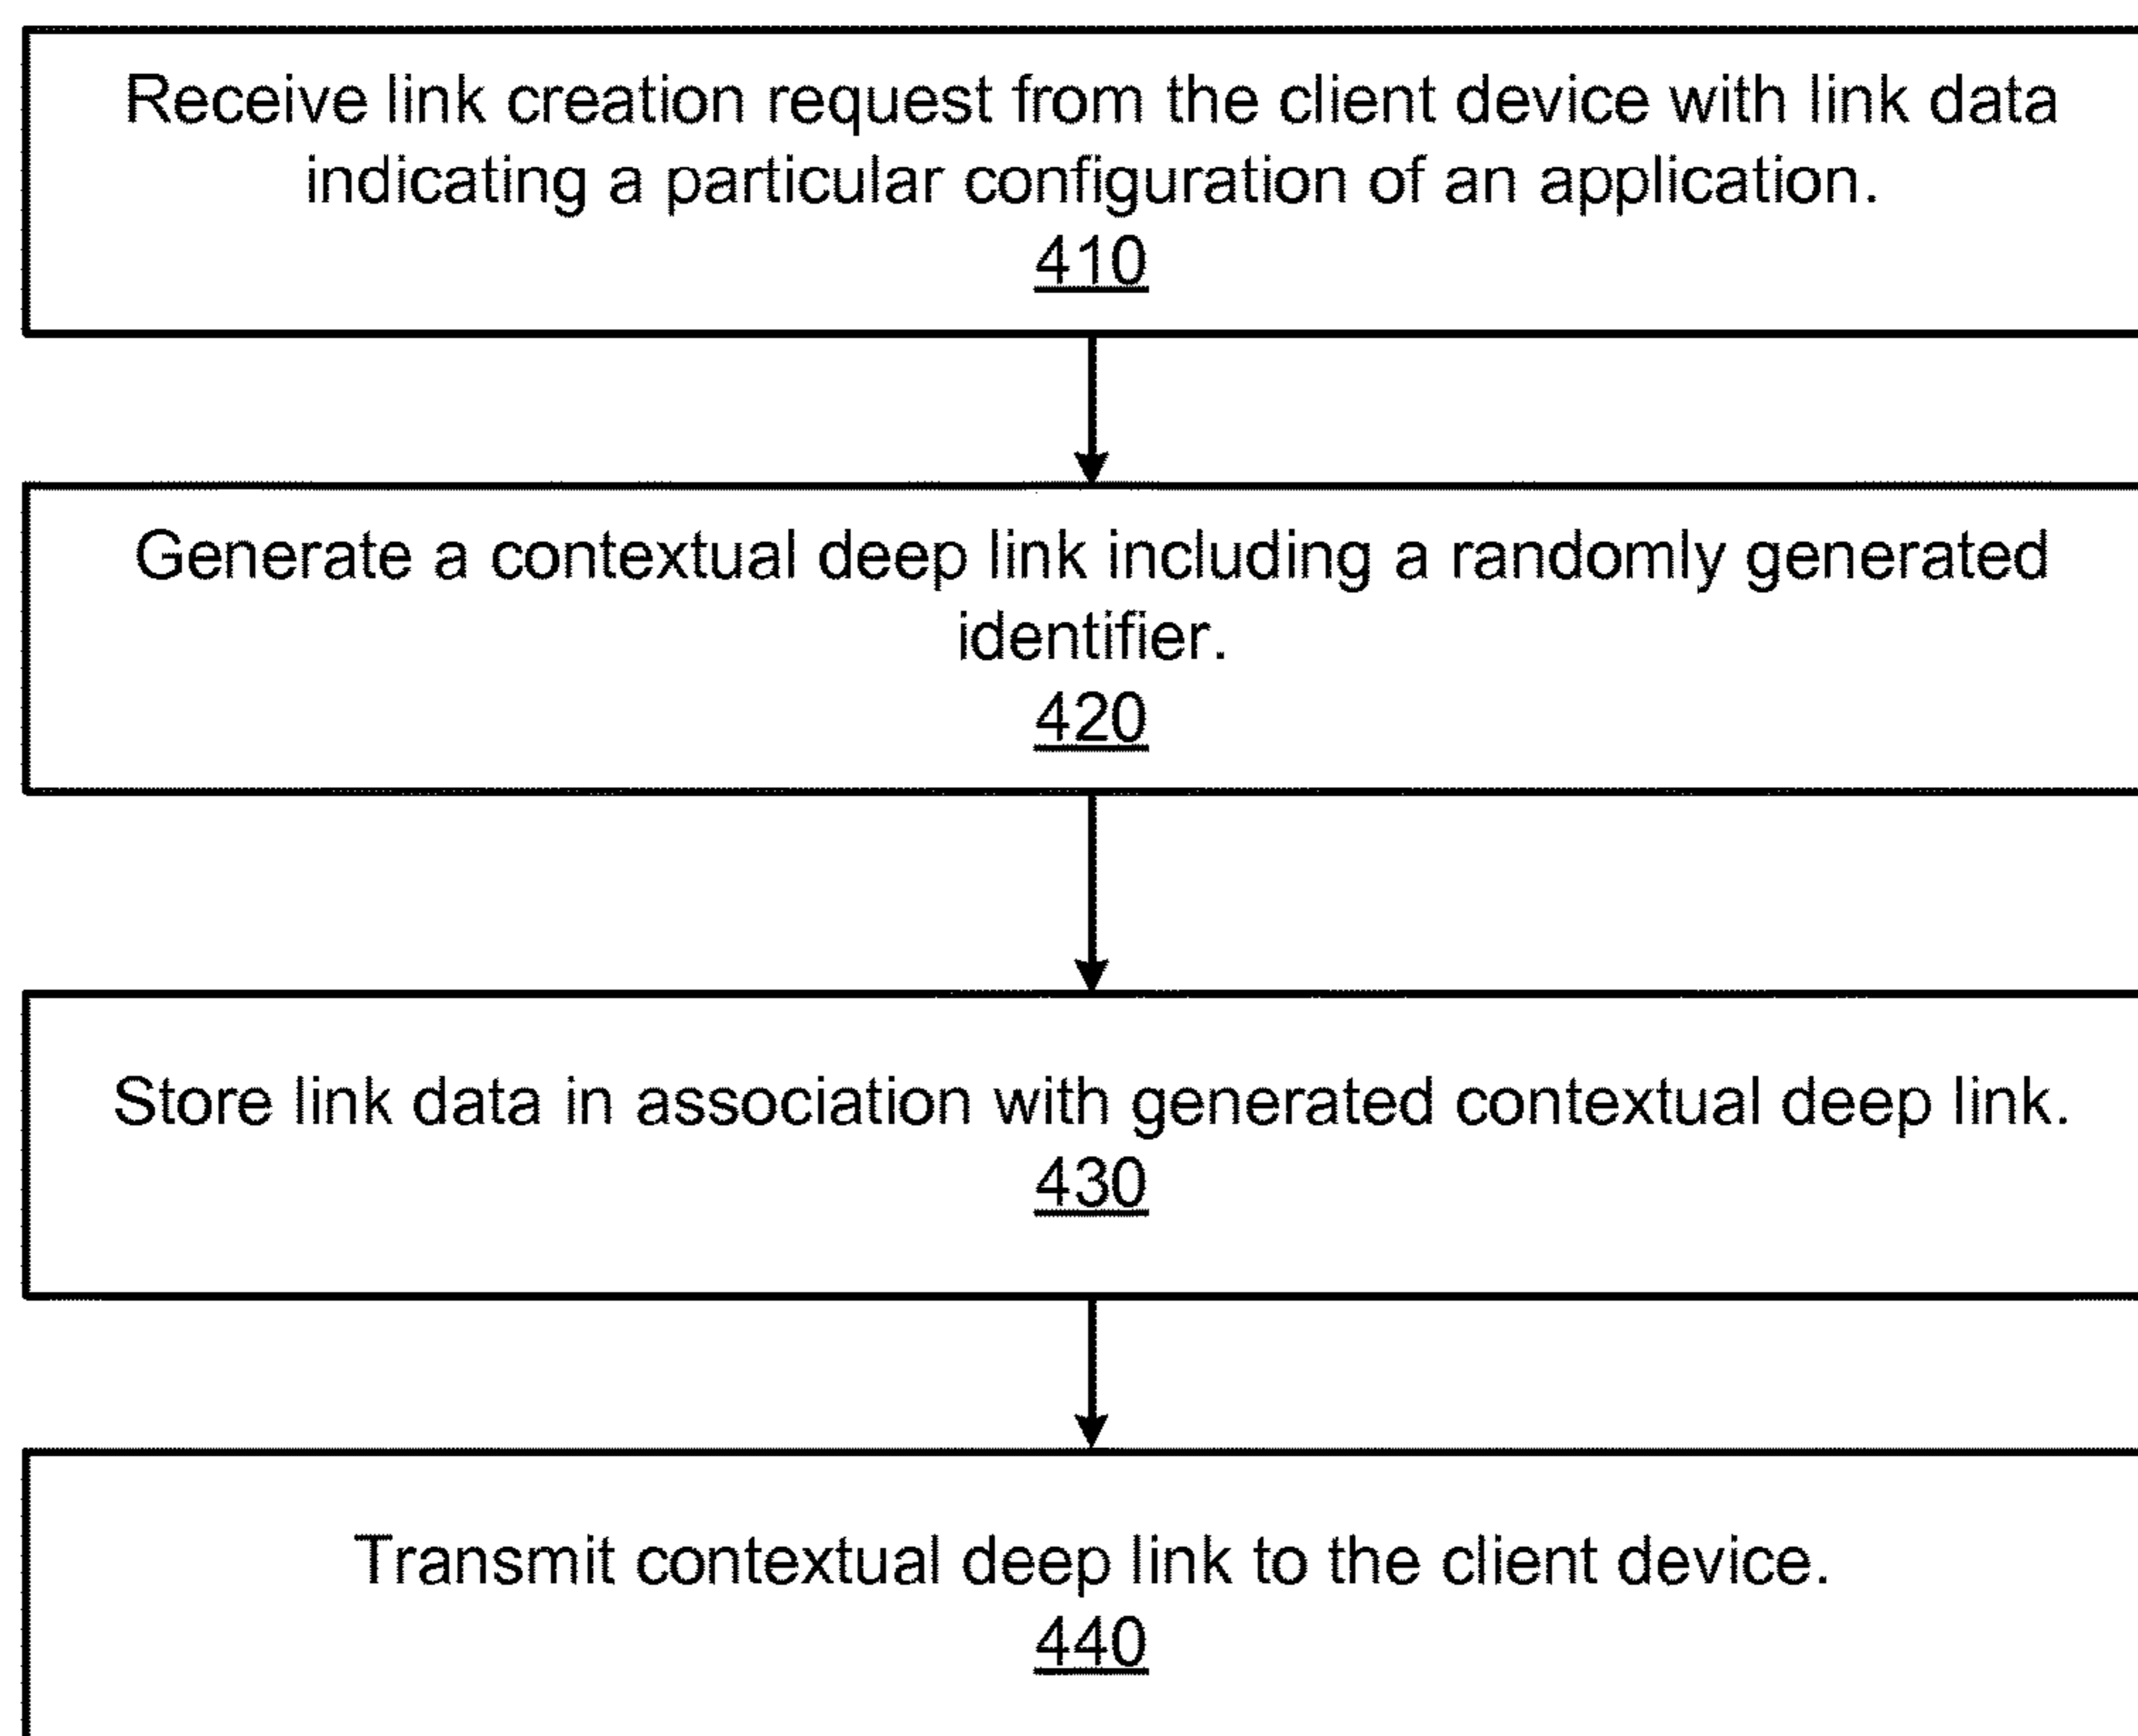 Receive link creation request from the client device with link data
indicating a particular configuration of an application.
410
Generate a contextual deep link including a randomly generated
identifier.
420
Store link data in association with generated contextual deep link.
430
Transmit contextual deep link to the client device.
440